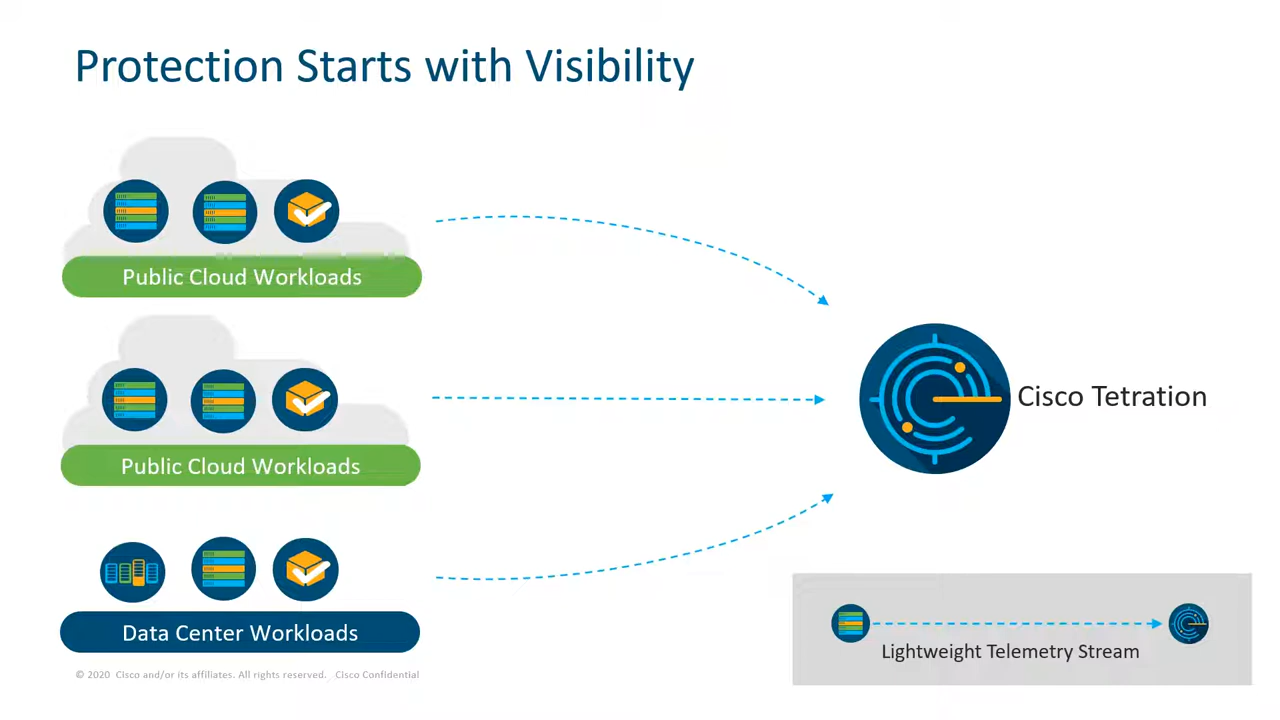 Protection Starts with Visibility
Public Cloud Workloads
Public Cloud Workloads
Cisco Tetration
Data Center Workloads
Lightweight Telemetry Stream
© 2020 Cisco and/or its affiliates. All rights reserved. Cisco Confidential